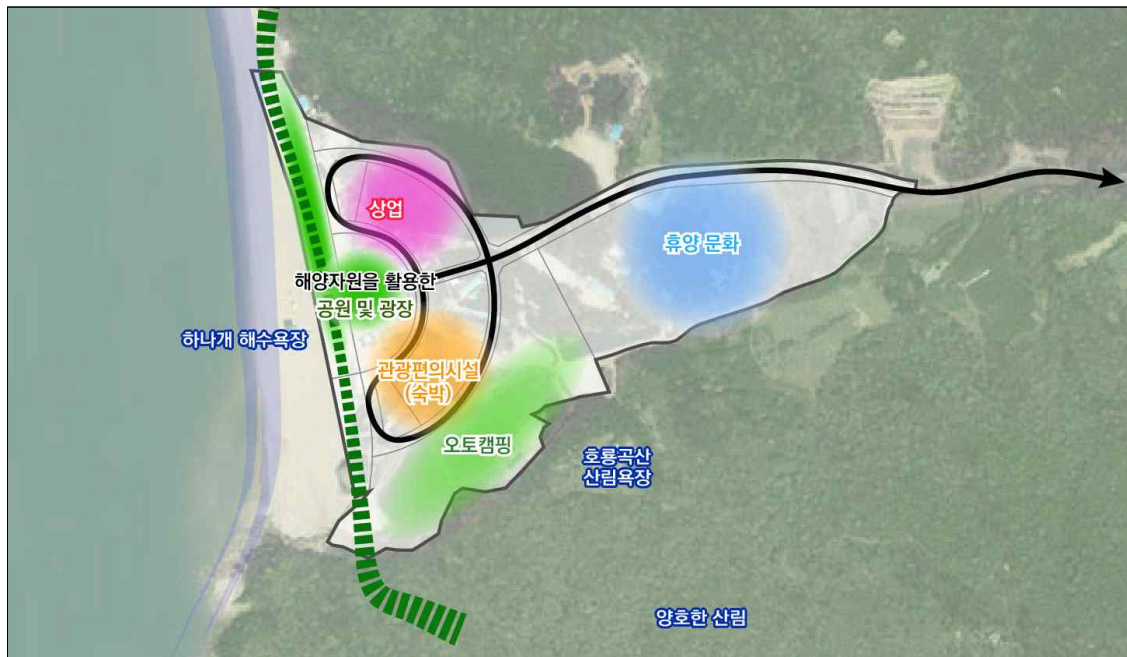 상업
휴양 문화
해양자원을 활용한
공원 및 광장
하나개 해수욕장
관광편의시설
(숙박)
오토캠핑
호룡곡산
산림욕장
양호한 산림